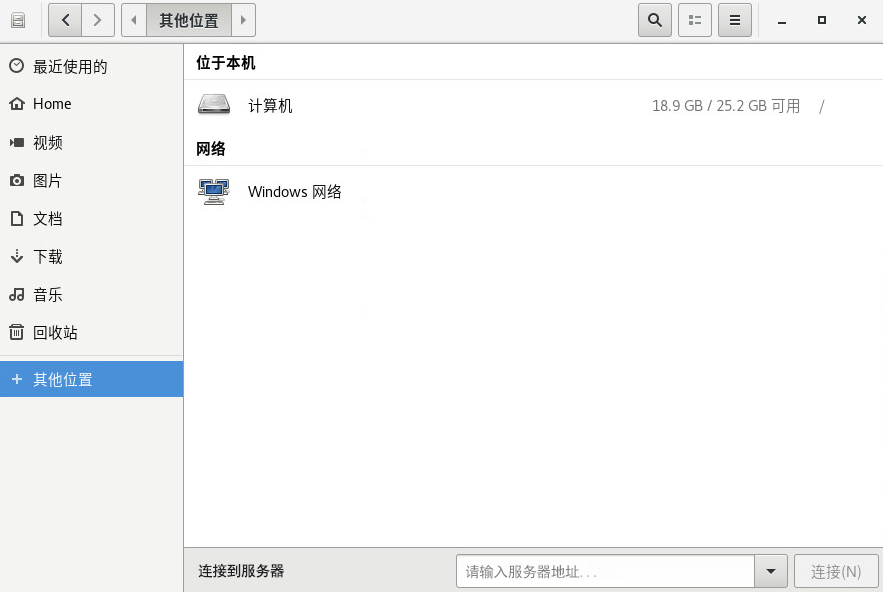 其他位置
最近使用的
Home
视频
图片
文档
下载
音乐
回收站
其他位置
位于本机
计算机 18.9 GB / 25.2 GB 可用 /
网络
Windows 网络
连接到服务器 请输入服务器地址... 连接(N)